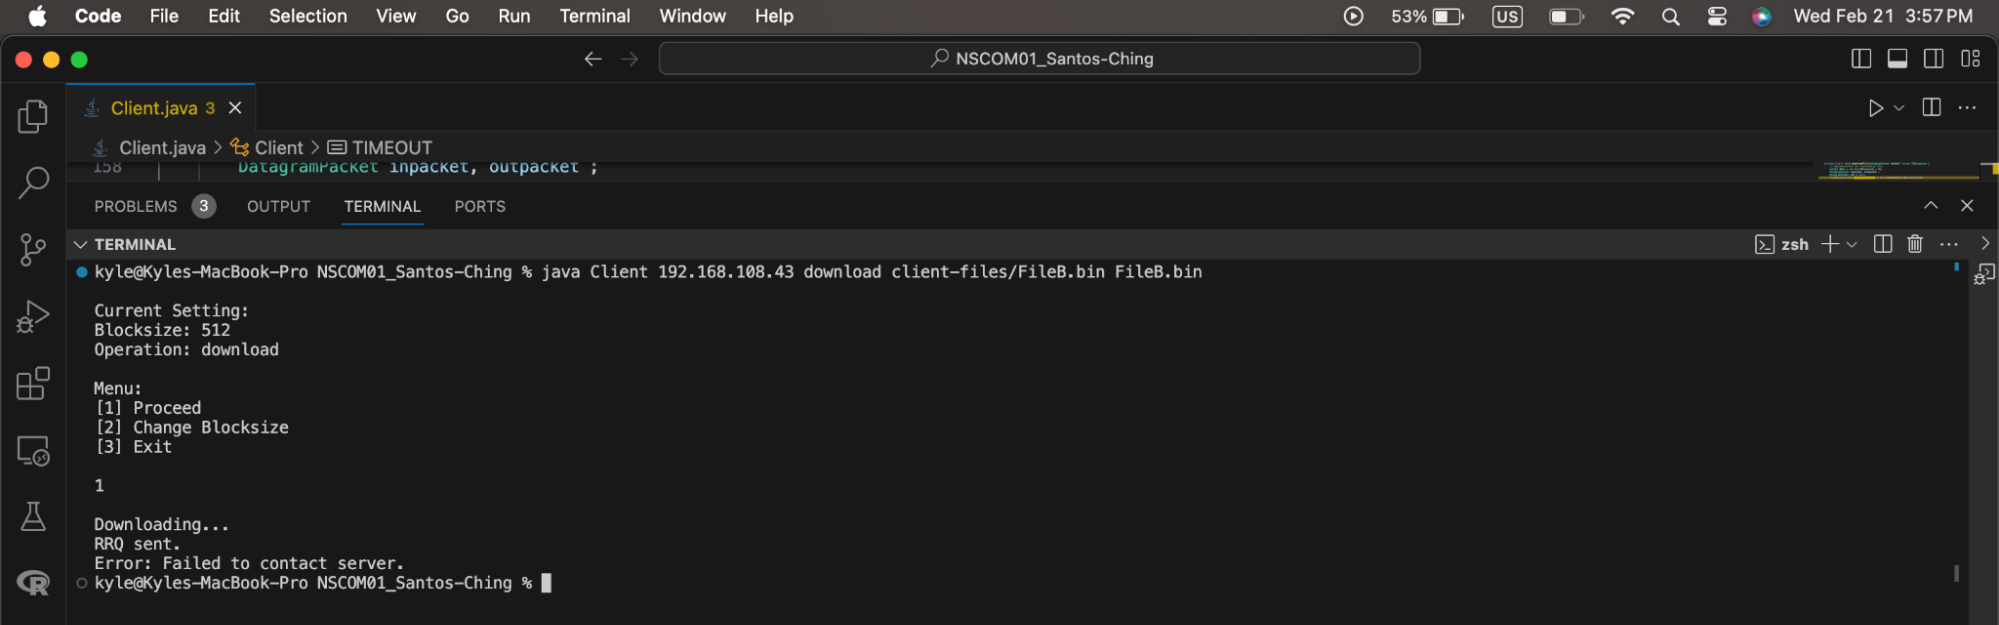 Code File Edit Selection View Go Run Terminal Window Help 53% US Wed Feb 21 3:57 PM
NSCOM01_Santos-Ching
Client.java 3
Client.java > Client > TIMEOUT
158 DatagramPacket inpacket, outpacket ;
PROBLEMS 3 OUTPUT TERMINAL PORTS
TERMINAL zsh
kyle@Kyles-MacBook-Pro NSCOM01_Santos-Ching % java Client 192.168.108.43 download client-files/FileB.bin FileB.bin
Current Setting:
Blocksize: 512
Operation: download
Menu:
[1] Proceed
[2] Change Blocksize
[3] Exit
1
Downloading...
RRQ sent.
Error: Failed to contact server.
kyle@Kyles-MacBook-Pro NSCOM01_Santos-Ching %